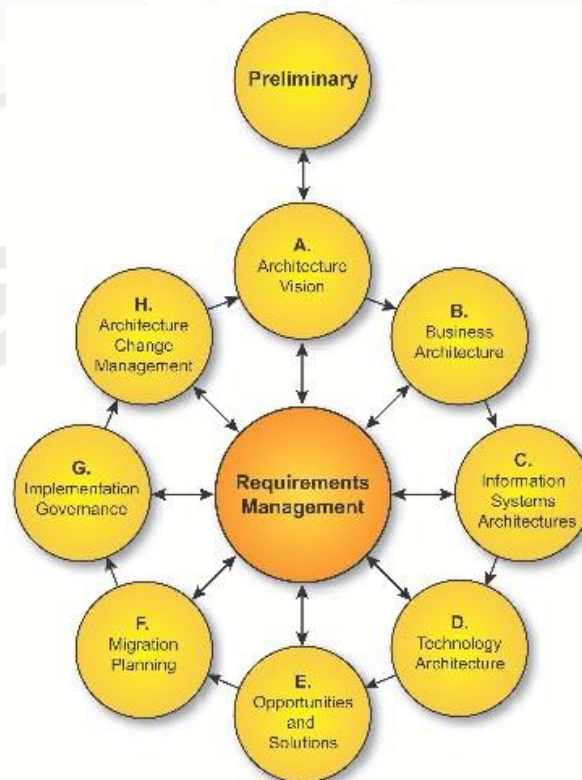 Preliminary
A.
Architecture
Vision
B.
Business
Architecture
C.
Information
Systems
Architectures
D.
Technology
Architecture
E.
Opportunities
and
Solutions
F.
Migration
Planning
G.
Implementation
Governance
H.
Architecture
Change
Management
Requirements
Management